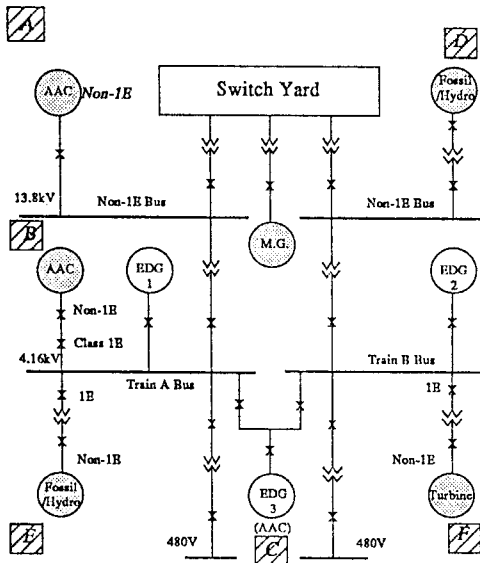 A
D
AAC
Non-1E
Switch Yard
Fossil
/Hydro
13.8kV
Non-1E Bus
Non-1E Bus
B
M.G.
AAC
EDG
1
EDG
2
Non-1E
Class 1E
4.16kV
Train A Bus
Train B Bus
1E
1E
Non-1E
Non-1E
Fossil
/Hydro
EDG
3
(AAC)
Turbine
E
480V
C
480V
F